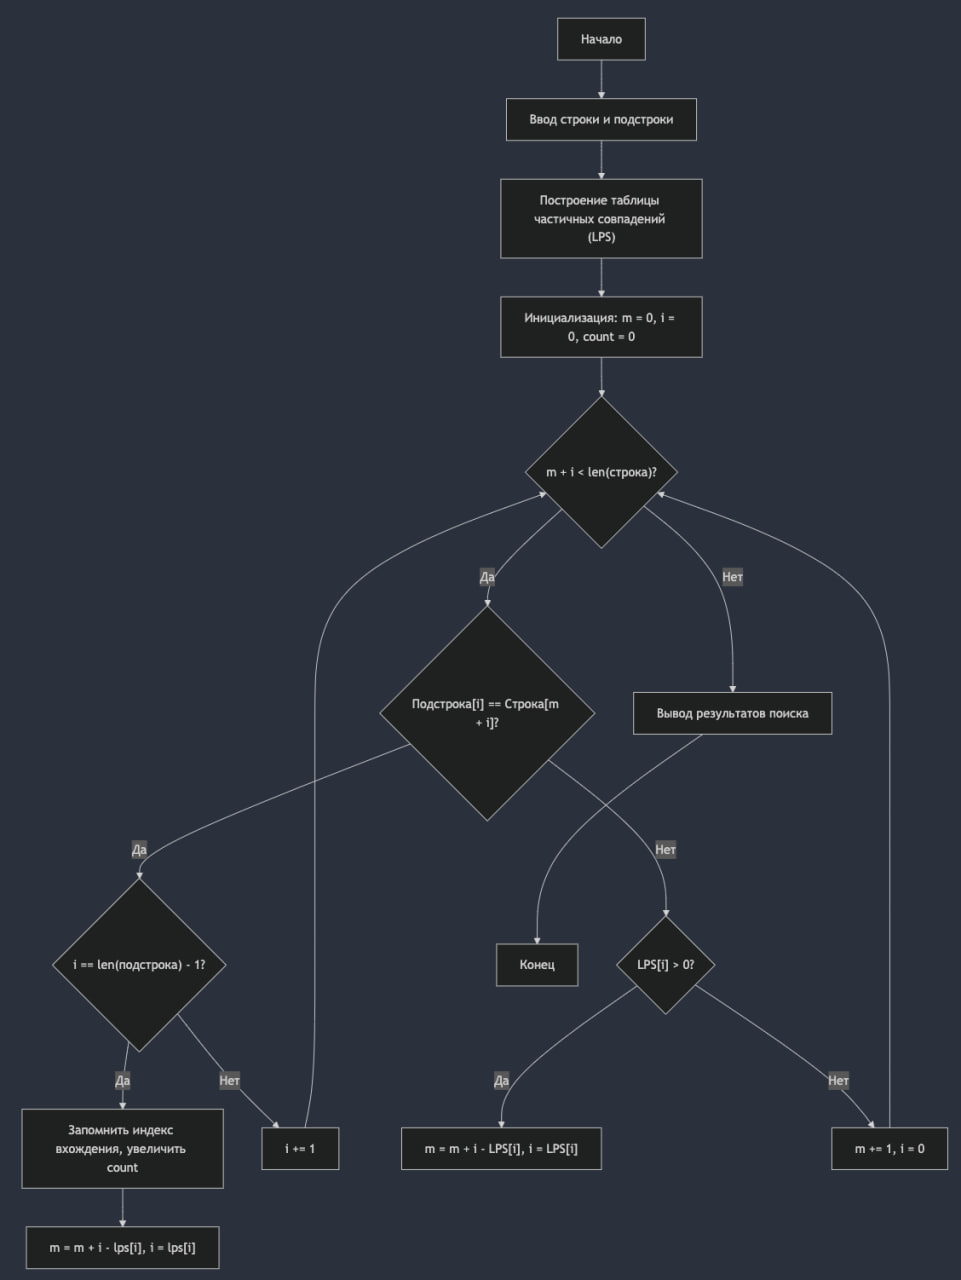 Начало
Ввод строки и подстроки
Построение таблицы
частичных совпадений
(LPS)
Инициализация: m = 0, i =
0, count = 0
m + i < len(строка)?
Да
Нет
Подстрока[i] == Строка[m
+ i]?
Вывод результатов поиска
Да
Нет
i == len(подстрока) - 1?
Конец
LPS[i] > 0?
Да
Нет
Да
Нет
Запомнить индекс
вхождения, увеличить
count
i += 1
m = m + i - LPS[i], i = LPS[i]
m += 1, i = 0
m = m + i - lps[i], i = lps[i]